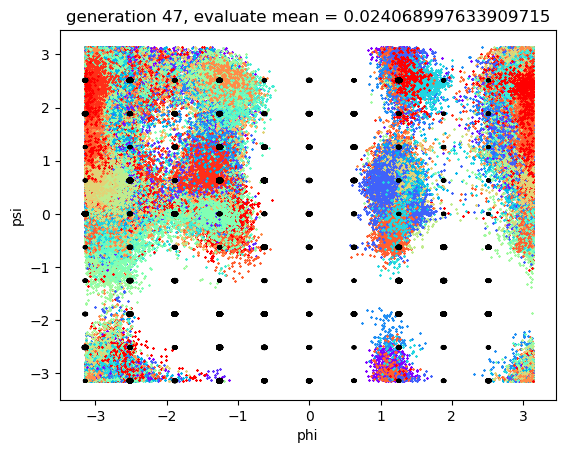 generation 47, evaluate mean = 0.024068997633909715
3
2
1
0
−1
−2
−3
psi
−3 −2 −1 0 1 2 3
phi